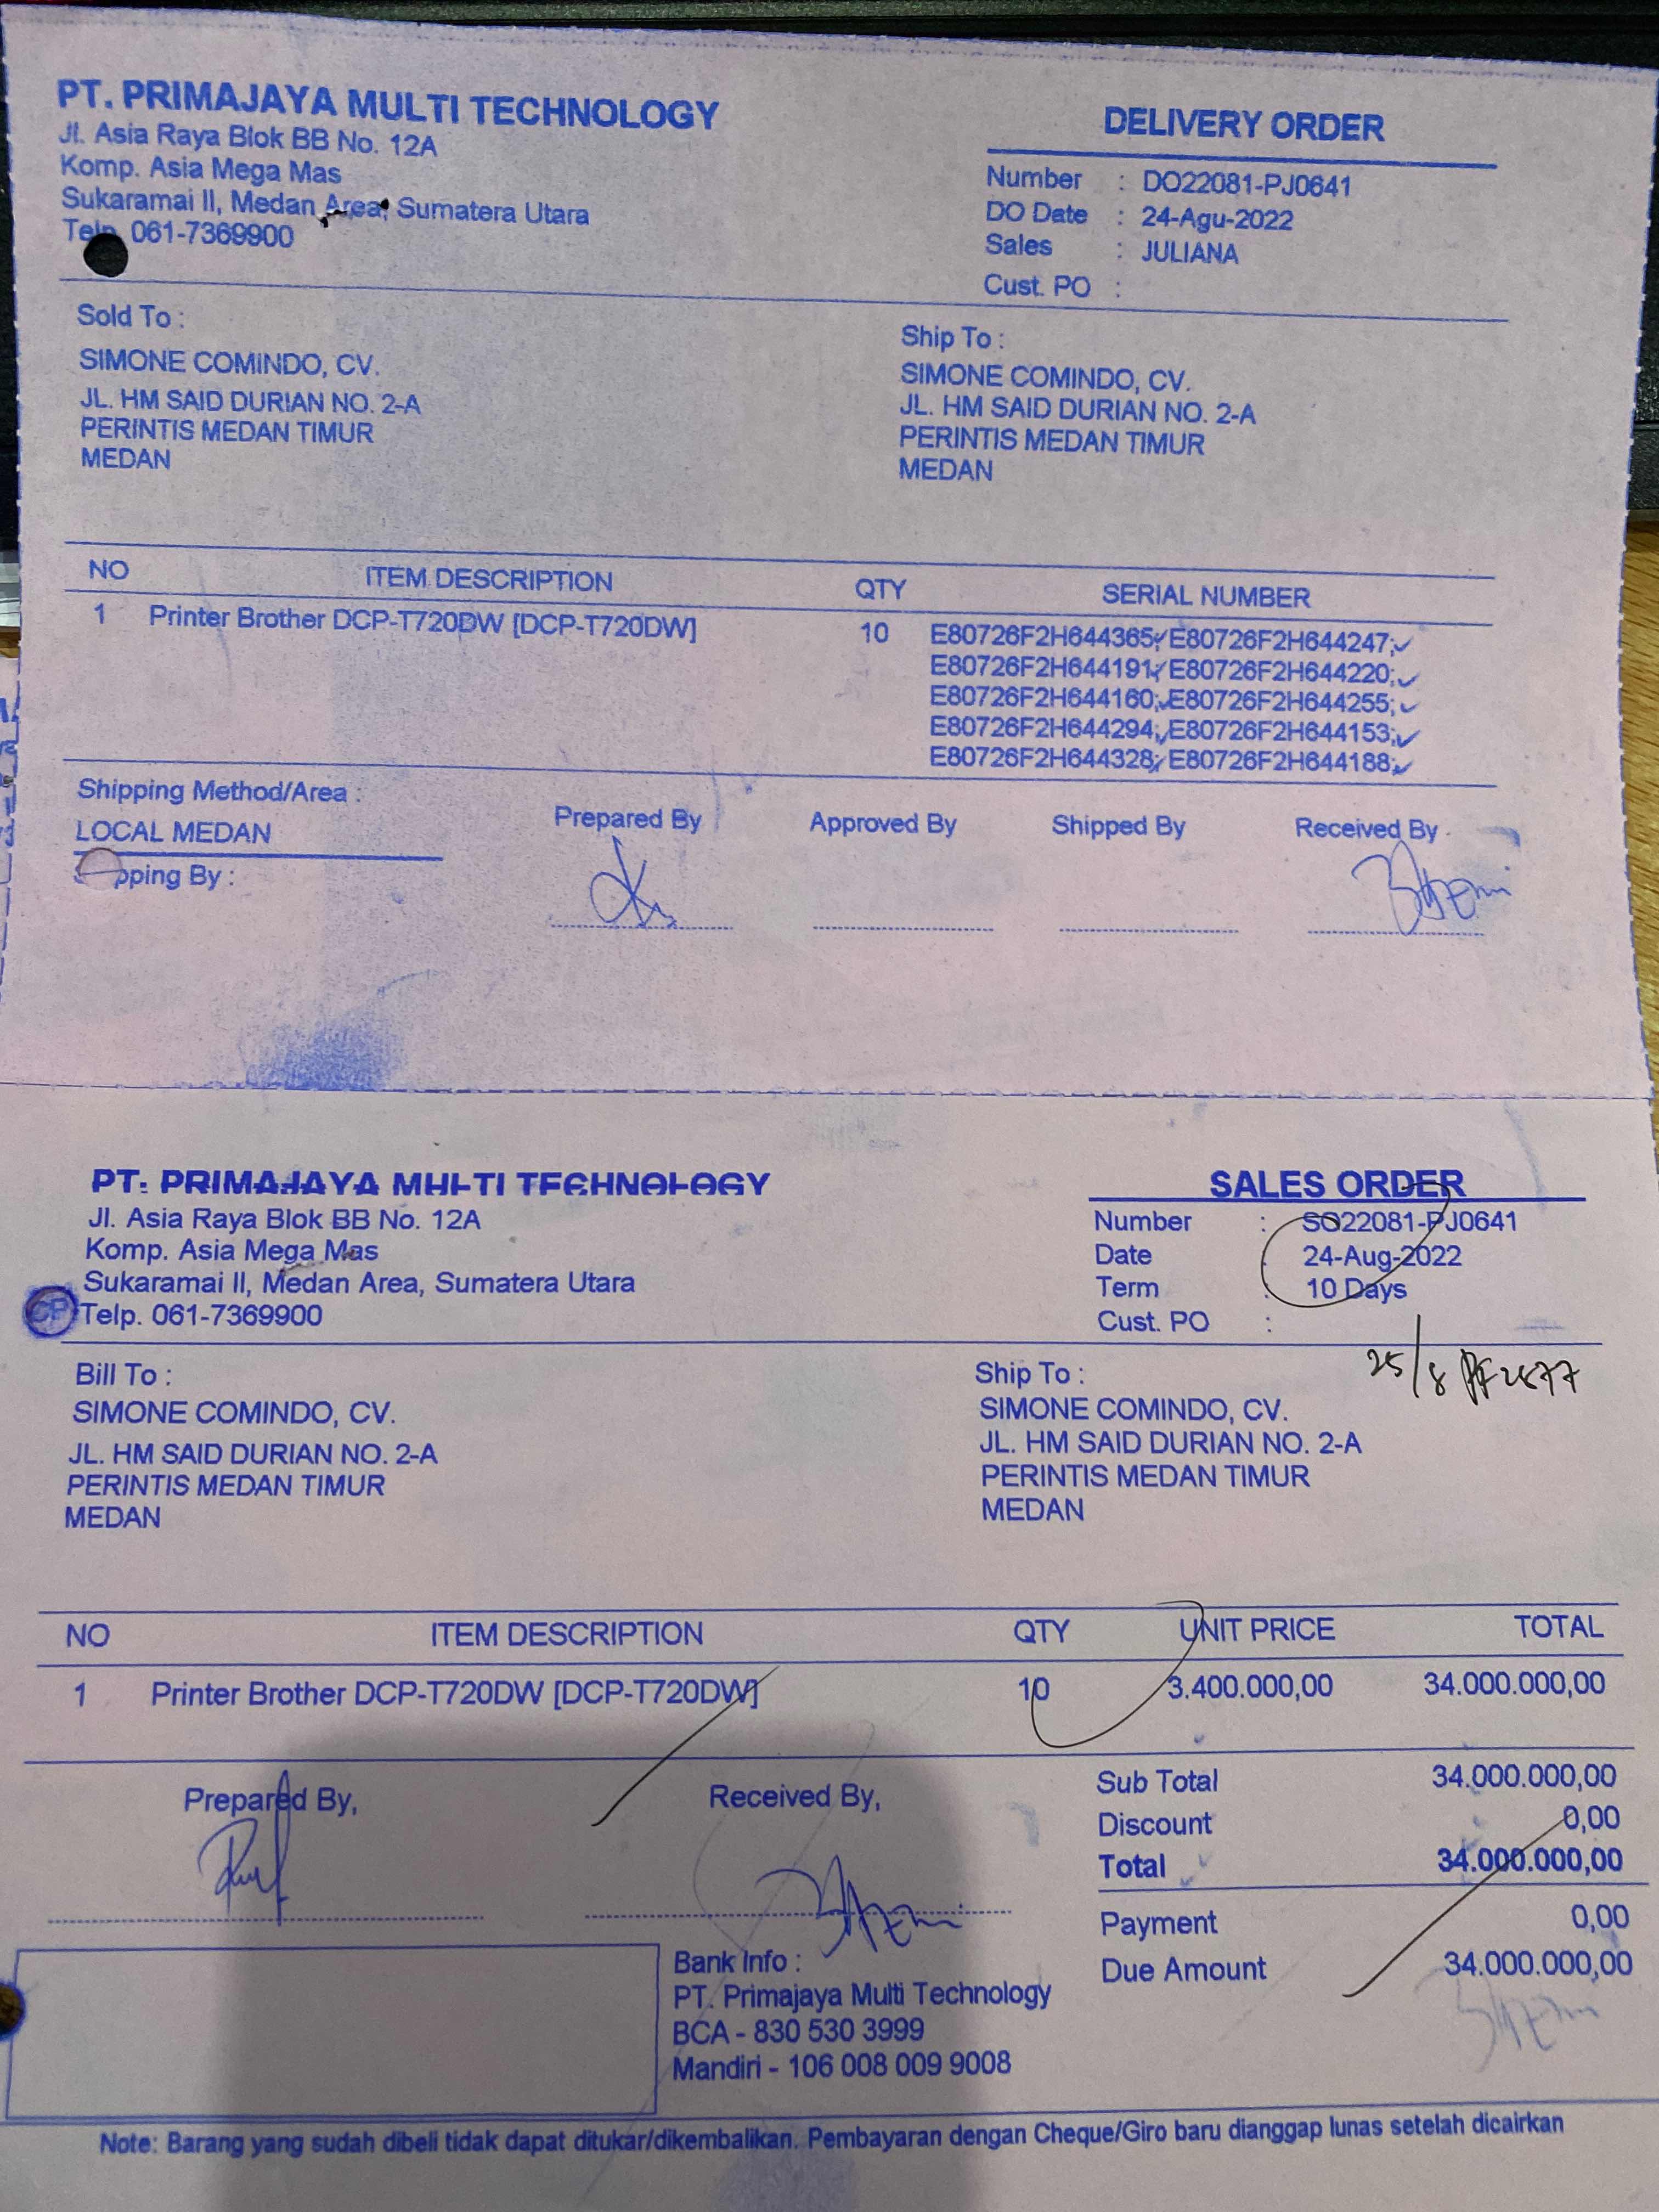 PT. PRIMAJAYA MULTI TECHNOLOGY
Jl. Asia Raya Blok BB No. 12A
Komp. Asia Mega Mas
Sukaramai II, Medan Area, Sumatera Utara
Telp. 061-7369900
DELIVERY ORDER
Number : DO22081-PJ0641
DO Date : 24-Agu-2022
Sales : JULIANA
Cust. PO :
Sold To :
SIMONE COMINDO, CV.
JL. HM SAID DURIAN NO. 2-A
PERINTIS MEDAN TIMUR
MEDAN
Ship To :
SIMONE COMINDO, CV.
JL. HM SAID DURIAN NO. 2-A
PERINTIS MEDAN TIMUR
MEDAN
NO ITEM DESCRIPTION QTY SERIAL NUMBER
1 Printer Brother DCP-T720DW [DCP-T720DW] 10 E80726F2H644365; E80726F2H644247;
E80726F2H644191; E80726F2H644220;
E80726F2H644160; E80726F2H644255;
E80726F2H644294; E80726F2H644153;
E80726F2H644328; E80726F2H644188;
Shipping Method/Area :
LOCAL MEDAN
pping By :
Prepared By Approved By Shipped By Received By
PT. PRIMAJAYA MULTI TECHNOLOGY
Jl. Asia Raya Blok BB No. 12A
Komp. Asia Mega Mas
Sukaramai II, Medan Area, Sumatera Utara
CP Telp. 061-7369900
SALES ORDER
Number : SO22081-PJ0641
Date : 24-Aug-2022
Term : 10 Days
Cust. PO :
25/8
Bill To :
SIMONE COMINDO, CV.
JL. HM SAID DURIAN NO. 2-A
PERINTIS MEDAN TIMUR
MEDAN
Ship To :
SIMONE COMINDO, CV.
JL. HM SAID DURIAN NO. 2-A
PERINTIS MEDAN TIMUR
MEDAN
NO ITEM DESCRIPTION QTY UNIT PRICE TOTAL
1 Printer Brother DCP-T720DW [DCP-T720DW] 10 3.400.000,00 34.000.000,00
Prepared By, Received By,
Sub Total 34.000.000,00
Discount 0,00
Total 34.000.000,00
Payment 0,00
Due Amount 34.000.000,00
Bank Info :
PT. Primajaya Multi Technology
BCA - 830 530 3999
Mandiri - 106 008 009 9008
Note: Barang yang sudah dibeli tidak dapat ditukar/dikembalikan. Pembayaran dengan Cheque/Giro baru dianggap lunas setelah dicairkan